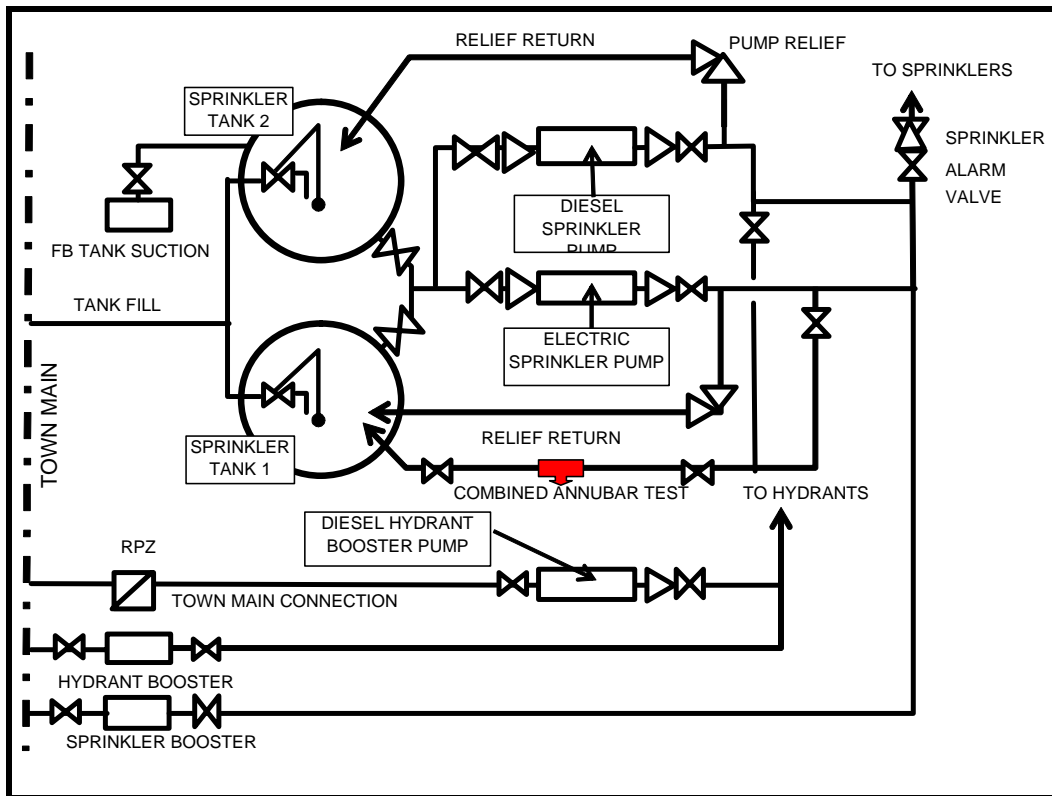 RELIEF RETURN
PUMP RELIEF
TO SPRINKLERS
SPRINKLER
TANK 2
SPRINKLER
ALARM
VALVE
DIESEL
SPRINKLER
PUMP
FB TANK SUCTION
TANK FILL
ELECTRIC
SPRINKLER PUMP
TOWN MAIN
SPRINKLER
TANK 1
RELIEF RETURN
COMBINED ANNUBAR TEST
TO HYDRANTS
DIESEL HYDRANT
BOOSTER PUMP
RPZ
TOWN MAIN CONNECTION
HYDRANT BOOSTER
SPRINKLER BOOSTER